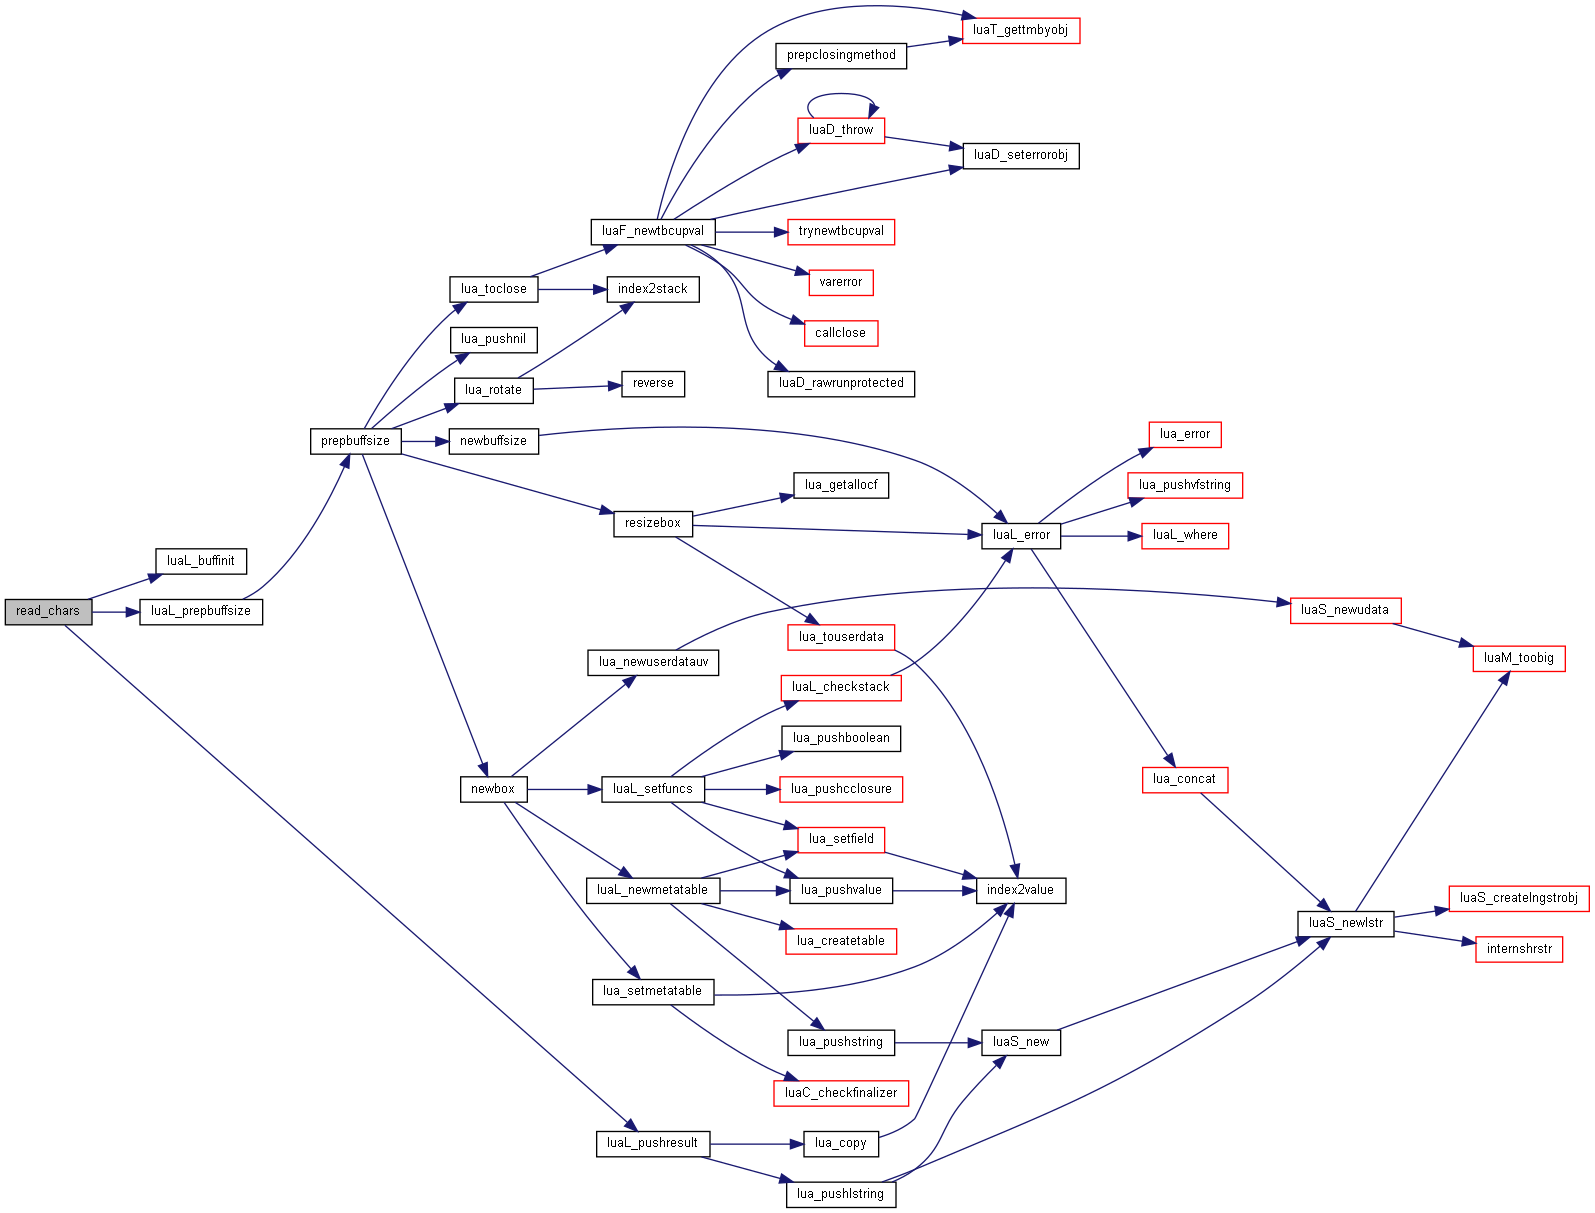 luaT_gettmbyobj
prepclosingmethod
luaD_throw
luaD_seterrorobj
luaF_newtbcupval
trynewtbcupval
varerror
lua_toclose
index2stack
callclose
lua_pushnil
luaD_rawrunprotected
lua_rotate
reverse
prepbuffsize
newbuffsize
lua_error
lua_getallocf
lua_pushvfstring
resizebox
luaL_error
luaL_where
luaL_buffinit
read_chars
luaL_prepbuffsize
luaS_newudata
lua_touserdata
lua_newuserdatauv
luaM_toobig
luaL_checkstack
lua_pushboolean
lua_concat
newbox
luaL_setfuncs
lua_pushcclosure
lua_setfield
luaL_newmetatable
lua_pushvalue
index2value
luaS_createlngstrobj
luaS_newlstr
lua_createtable
internshrstr
lua_setmetatable
lua_pushstring
luaS_new
luaC_checkfinalizer
luaL_pushresult
lua_copy
lua_pushlstring